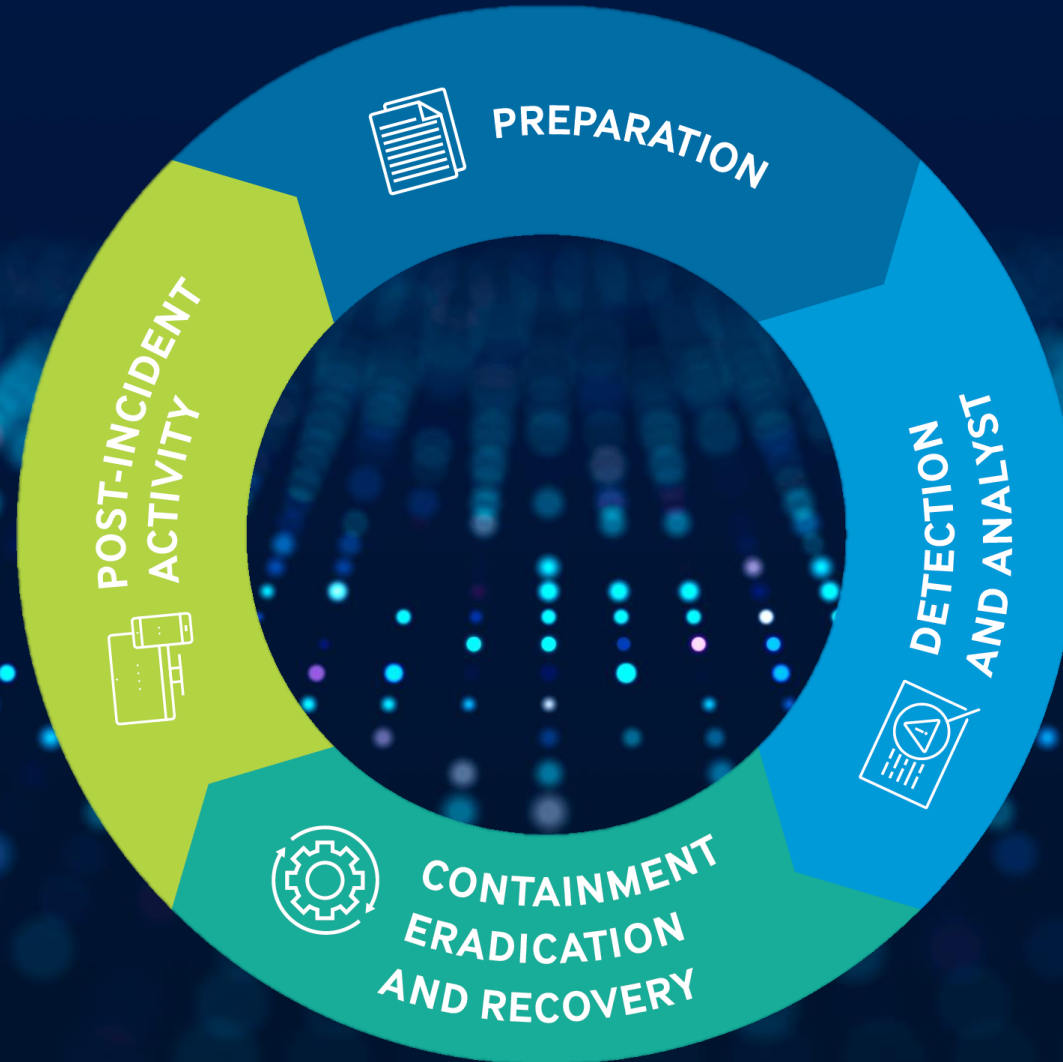 PREPARATION
DETECTION
AND ANALYST
CONTAINMENT
ERADICATION
AND RECOVERY
POST-INCIDENT
ACTIVITY